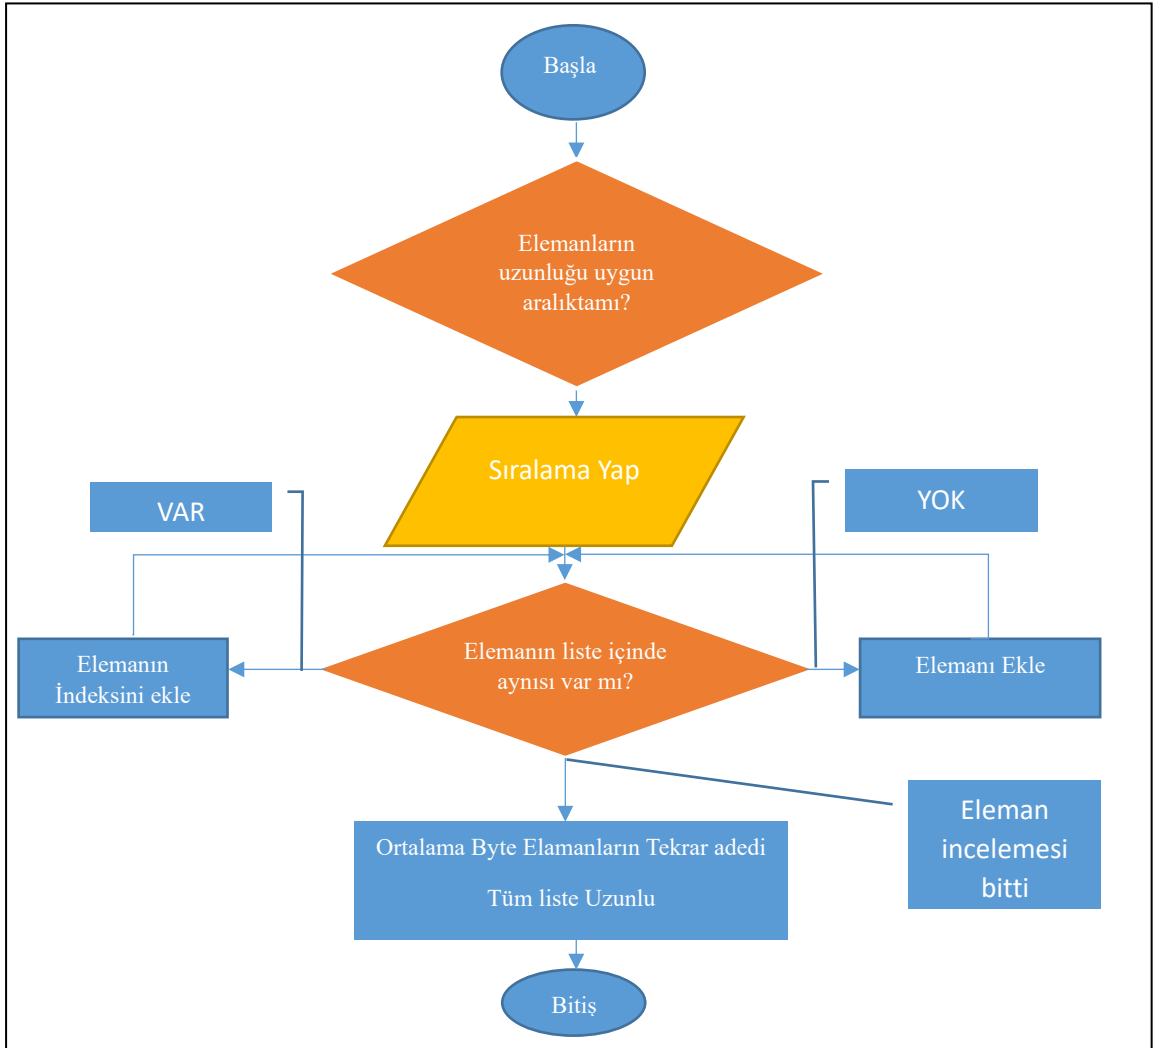 Başla
Elemanların
uzunluğu uygun
aralıktamı?
Sıralama Yap
VAR
YOK
Elemanın
İndeksini ekle
Elemanın liste içinde
aynısı var mı?
Elemanı Ekle
Eleman
incelemesi
bitti
Ortalama Byte Elamanların Tekrar adedi
Tüm liste Uzunlu
Bitiş